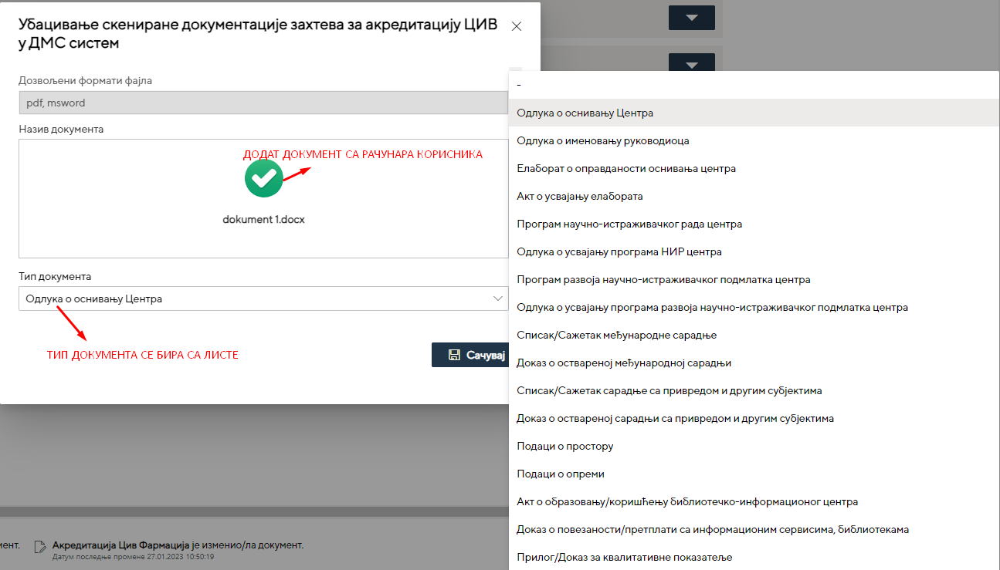 Убацивање скениране документације захтева за акредитацију ЦИВ
у ДМС систем
Дозвољени формати фајла
pdf, msword
Назив документа
ДОДАТ ДОКУМЕНТ СА РАЧУНАРА КОРИСНИКА
dokument 1.docx
Тип документа
Одлука о оснивању Центра
ТИП ДОКУМЕНТА СЕ БИРА СА ЛИСТЕ
Сачувај
-
Одлука о оснивању Центра
Одлука о именовању руководиоца
Елаборат о оправданости оснивања центра
Акт о усвајању елабората
Програм научно-истраживачког рада центра
Одлука о усвајању програма НИР центра
Програм развоја научно-истраживачког подмлатка центра
Одлука о усвајању програма развоја научно-истраживачког подмлатка центра
Списак/Сажетак међународне сарадње
Доказ о оствареној међународној сарадњи
Списак/Сажетак сарадње са привредом и другим субјектима
Доказ о оствареној сарадњи са привредом и другим субјектима
Подаци о простору
Подаци о опреми
Акт о образовању/коришћењу библиотечко-информационог центра
Доказ о повезаности/претплати са информационим сервисима, библиотекама
Прилог/Доказ за квалитативне показатеље
мент. Акредитација Цив Фармација је изменио/ла документ.
Датум последње промене 27.01.2023 10:50:19